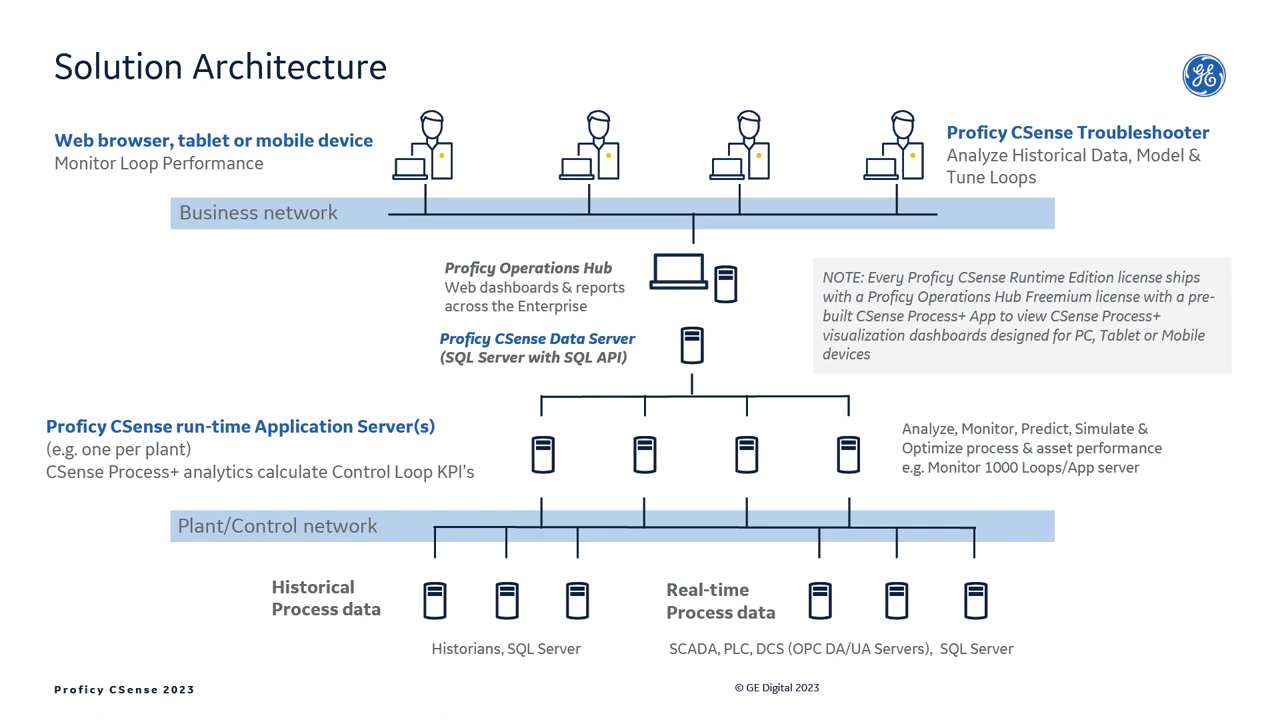 Solution Architecture
GE
Web browser, tablet or mobile device
Monitor Loop Performance
Proficy CSense Troubleshooter
Analyze Historical Data, Model &
Tune Loops
Business network
Proficy Operations Hub
Web dashboards & reports
across the Enterprise
NOTE: Every Proficy CSense Runtime Edition license ships
with a Proficy Operations Hub Freemium license with a pre-
built CSense Process+ App to view CSense Process+
visualization dashboards designed for PC, Tablet or Mobile
devices
Proficy CSense Data Server
(SQL Server with SQL API)
Proficy CSense run-time Application Server(s)
(e.g. one per plant)
CSense Process+ analytics calculate Control Loop KPI's
Analyze, Monitor, Predict, Simulate &
Optimize process & asset performance
e.g. Monitor 1000 Loops/App server
Plant/Control network
Historical
Process data
Real-time
Process data
Historians, SQL Server
SCADA, PLC, DCS (OPC DA/UA Servers), SQL Server
Proficy CSense 2023
© GE Digital 2023